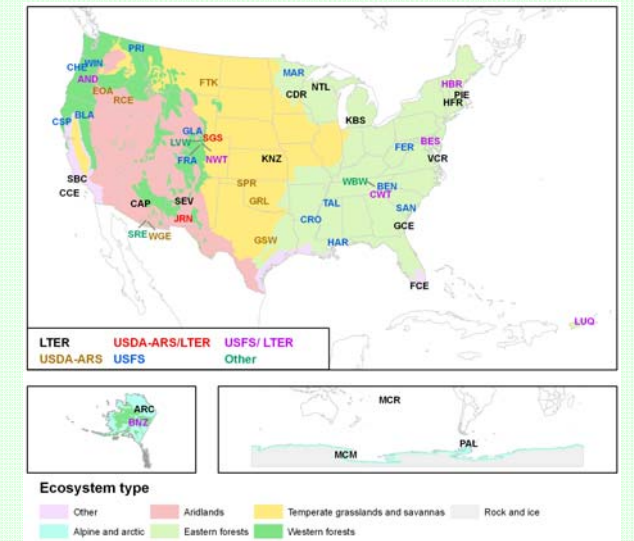 PRI
CHE WIN
AND
EOA
RCE
FTK
MAR
NTL
CDR
HBR
PIE
HFR
CSP BLA
KBS
GLA SGS
LVW
FRA NWT
KNZ
FER
BES
VCR
SBC
CCE
CAP
SEV
SPR
WBW
BEN
CWT
GRL
TAL
SAN
JRN
CRO
GCE
SRE WGE
GSW
HAR
FCE
LUQ
LTER USDA-ARS/LTER USFS/ LTER
USDA-ARS USFS Other
ARC
BNZ
MCR
PAL
MCM
Ecosystem type
Other Aridlands Temperate grasslands and savannas Rock and ice
Alpine and arctic Eastern forests Western forests